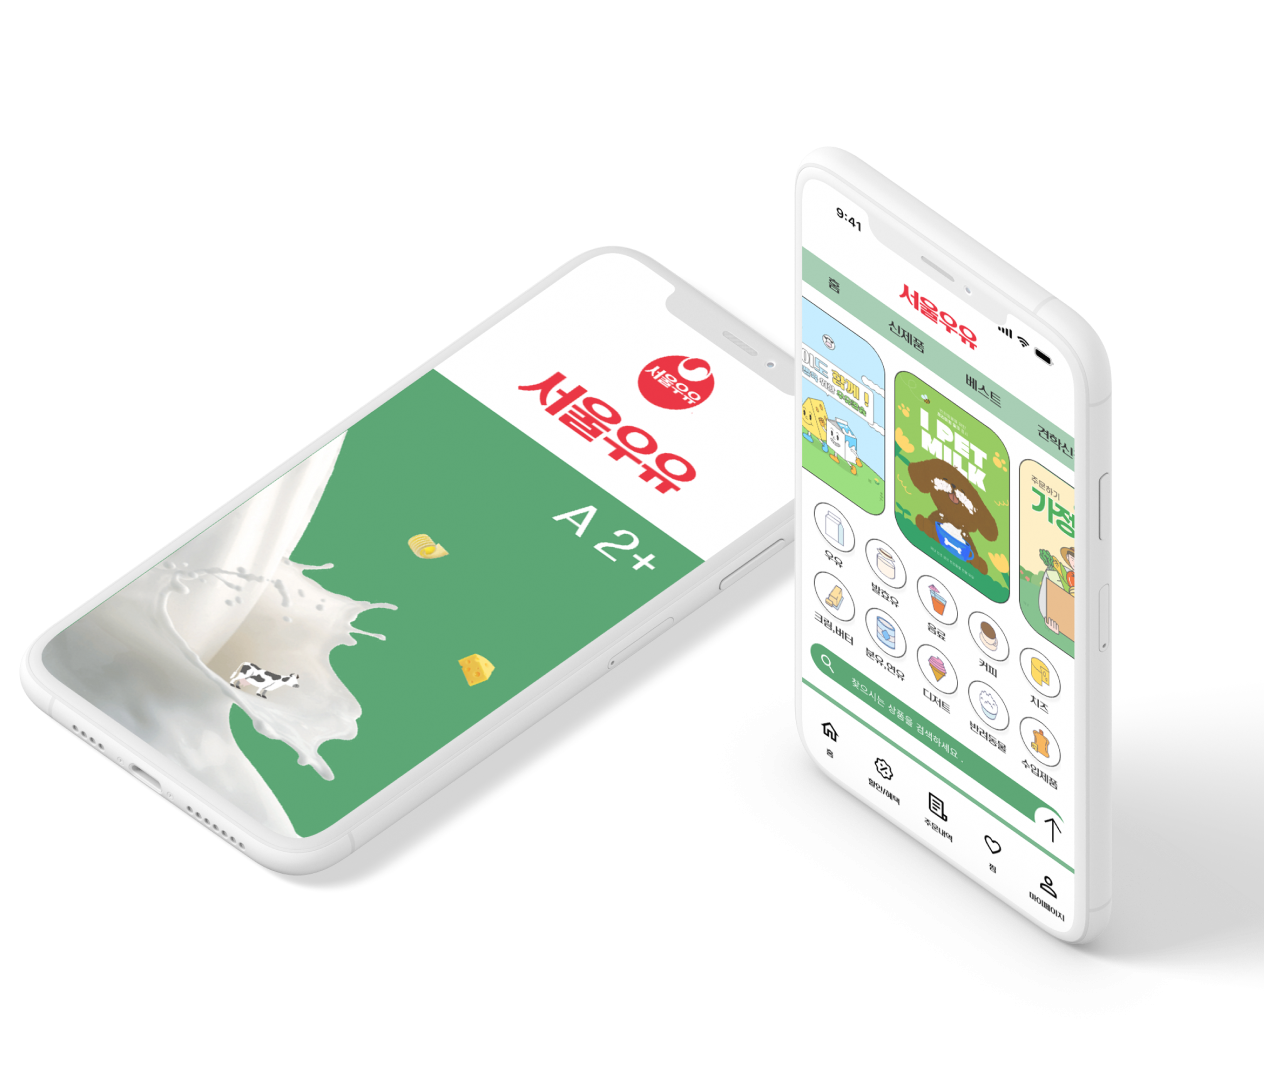 서울우유
서울우유
A 2+
9:41
서울우유
홈
신제품
베스트
견학신
함께 !
I PET
MILK
주문하기
가정
우유
발효유
음료
커피
치즈
크림,버터
분유,연유
디저트
반려동물
수입제품
찾으시는 상품을 검색하세요 .
홈
할인/혜택
주문내역
찜
마이페이지